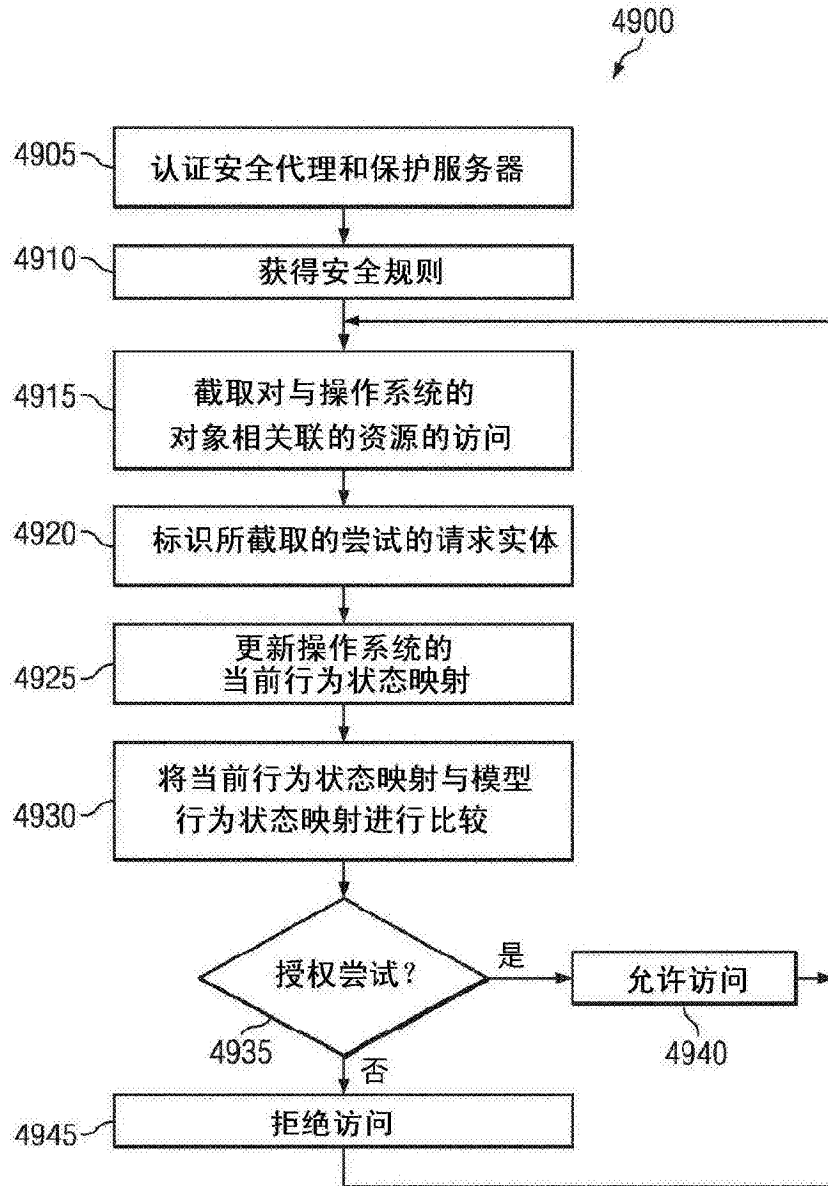 4900
4905
认证安全代理和保护服务器
4910
获得安全规则
4915
截取对与操作系统的
对象相关联的资源的访问
4920
标识所截取的尝试的请求实体
4925
更新操作系统的
当前行为状态映射
4930
将当前行为状态映射与模型
行为状态映射进行比较
授权尝试?
是
允许访问
4935
4940
否
4945
拒绝访问